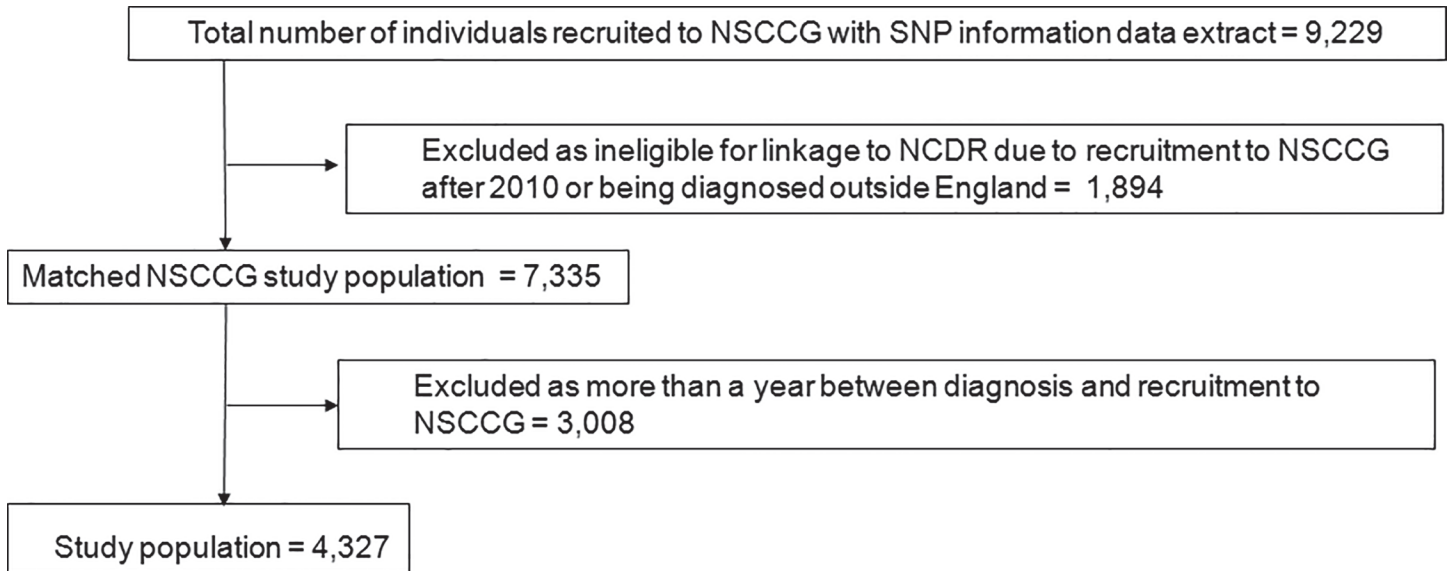 Total number of individuals recruited to NSCCG with SNP information data extract = 9,229
Excluded as ineligible for linkage to NCDR due to recruitment to NSCCG
after 2010 or being diagnosed outside England = 1,894
Matched NSCCG study population = 7,335
Excluded as more than a year between diagnosis and recruitment to
NSCCG = 3,008
Study population = 4,327